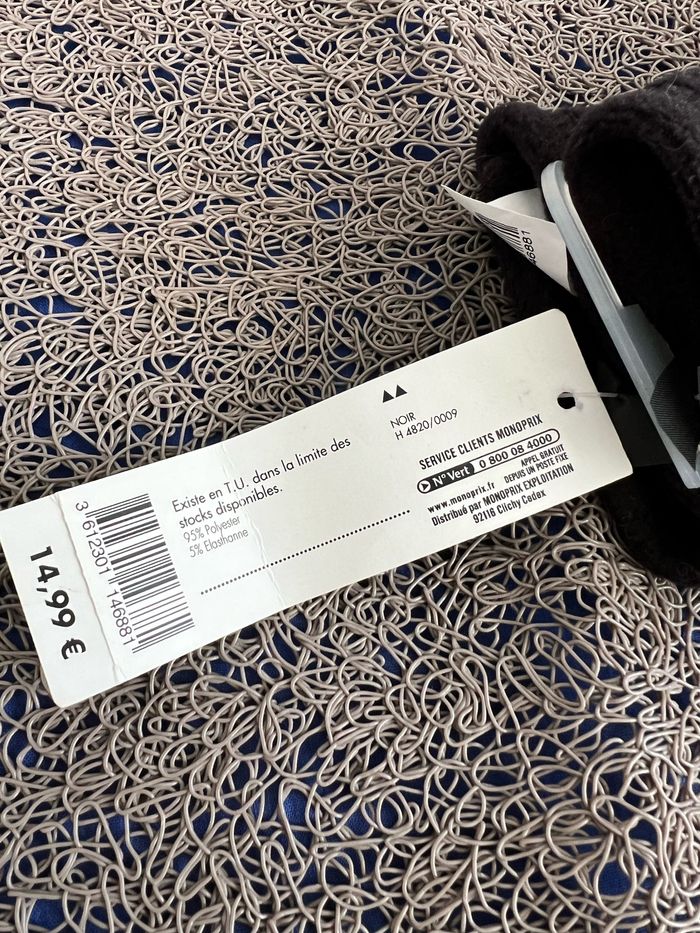 46881
NOIR
H 4820/0009
SERVICE CLIENTS MONOPRIX
N° Vert 0 800 08 4000
APPEL GRATUIT
DEPUIS UN POSTE FIXE
www.monoprix.fr
Distribué par MONOPRIX EXPLOITATION
92116 Clichy Cedex
Existe en T.U. dans la limite des
stocks disponibles.
95% Polyester
5% Elasthanne
3 612301 146881
14,99 €